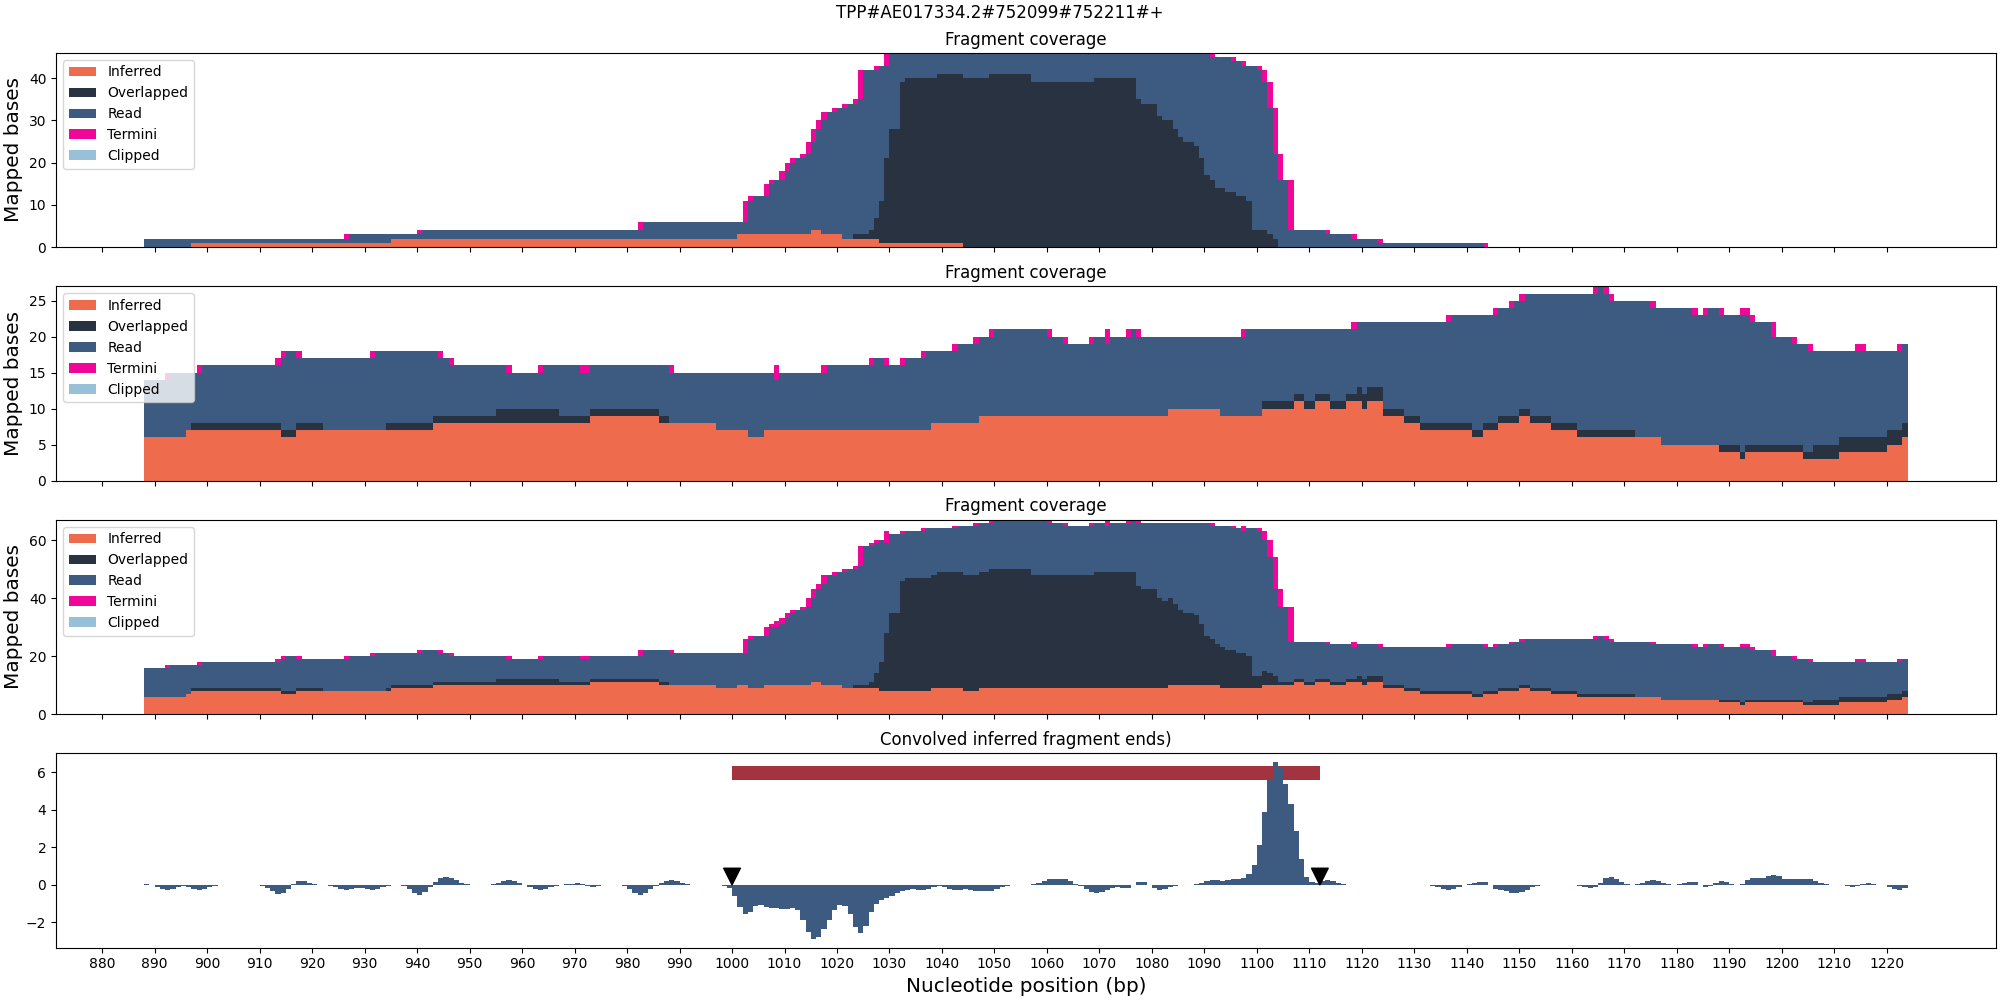 TPP#AE017334.2#752099#752211#+
Fragment coverage
Mapped bases
40
30
20
10
0
Inferred
Overlapped
Read
Termini
Clipped
Fragment coverage
Mapped bases
25
20
15
10
5
0
Inferred
Overlapped
Read
Termini
Clipped
Fragment coverage
Mapped bases
60
40
20
0
Inferred
Overlapped
Read
Termini
Clipped
Convolved inferred fragment ends)
6
4
2
0
−2
880 890 900 910 920 930 940 950 960 970 980 990 1000 1010 1020 1030 1040 1050 1060 1070 1080 1090 1100 1110 1120 1130 1140 1150 1160 1170 1180 1190 1200 1210 1220
Nucleotide position (bp)